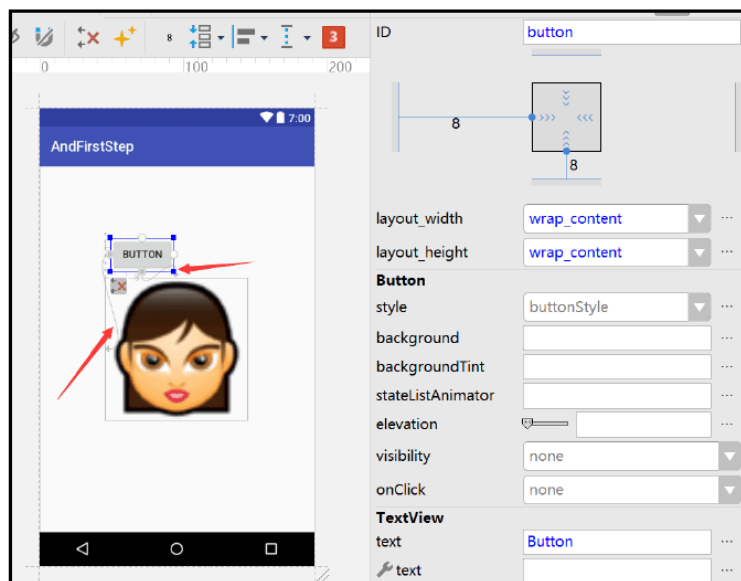 8
3
0
100
200
7:00
AndFirstStep
BUTTON
ID
button
8
8
layout_width
wrap_content
...
layout_height
wrap_content
...
Button
style
buttonStyle
...
background
...
backgroundTint
...
stateListAnimator
...
elevation
...
visibility
none
onClick
none
TextView
text
Button
...
text
...